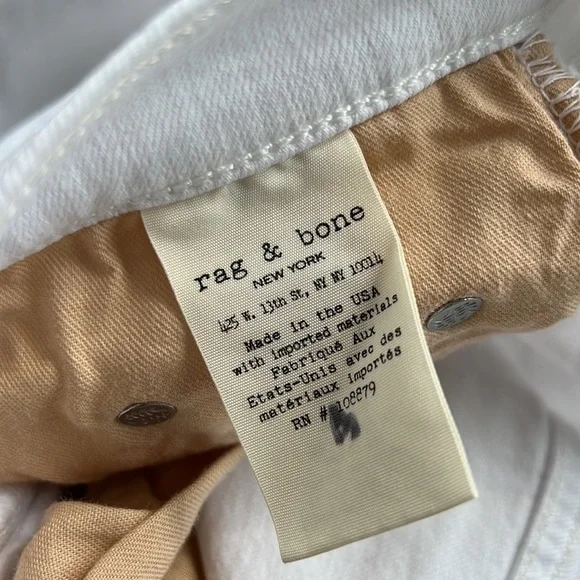 rag & bone
NEW YORK
425 W. 13th St, NY NY 10014
Made in the USA
with imported materials
Fabriqué Aux
Etats-Unis avec des
matériaux importés
RN # 108879